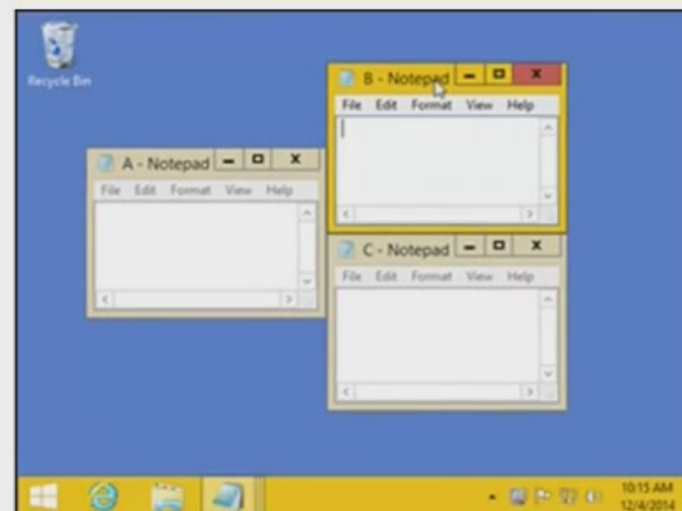 Recycle Bin
B - Notepad
File Edit Format View Help
A - Notepad
File Edit Format View Help
C - Notepad
File Edit Format View Help
10:15 AM
12/4/2014